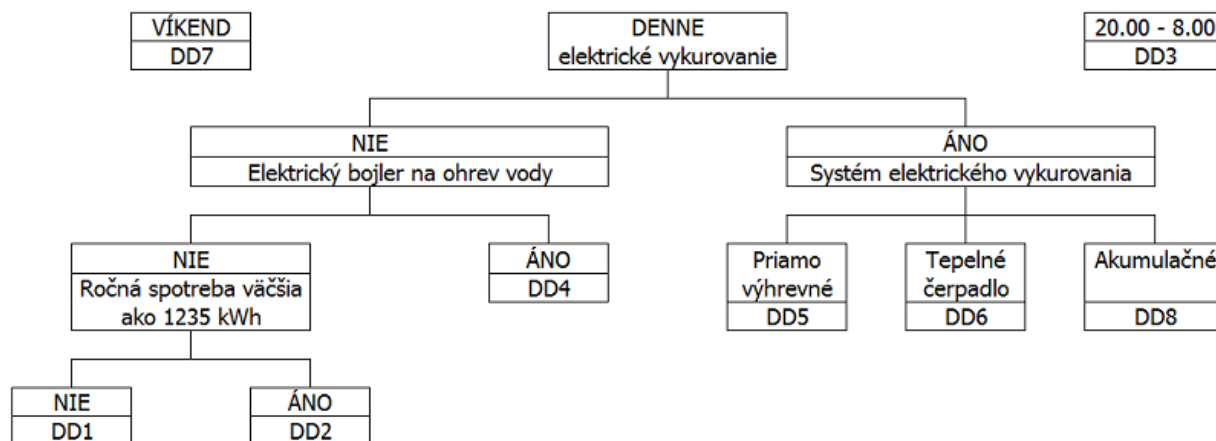 VÍKEND
DD7
DENNE
elektrické vykurovanie
20.00 - 8.00
DD3
NIE
Elektrický bojler na ohrev vody
ÁNO
Systém elektrického vykurovania
NIE
Ročná spotreba väčšia
ako 1235 kWh
ÁNO
DD4
Priamo
výhrevné
DD5
Tepelné
čerpadlo
DD6
Akumulačné
DD8
NIE
DD1
ÁNO
DD2